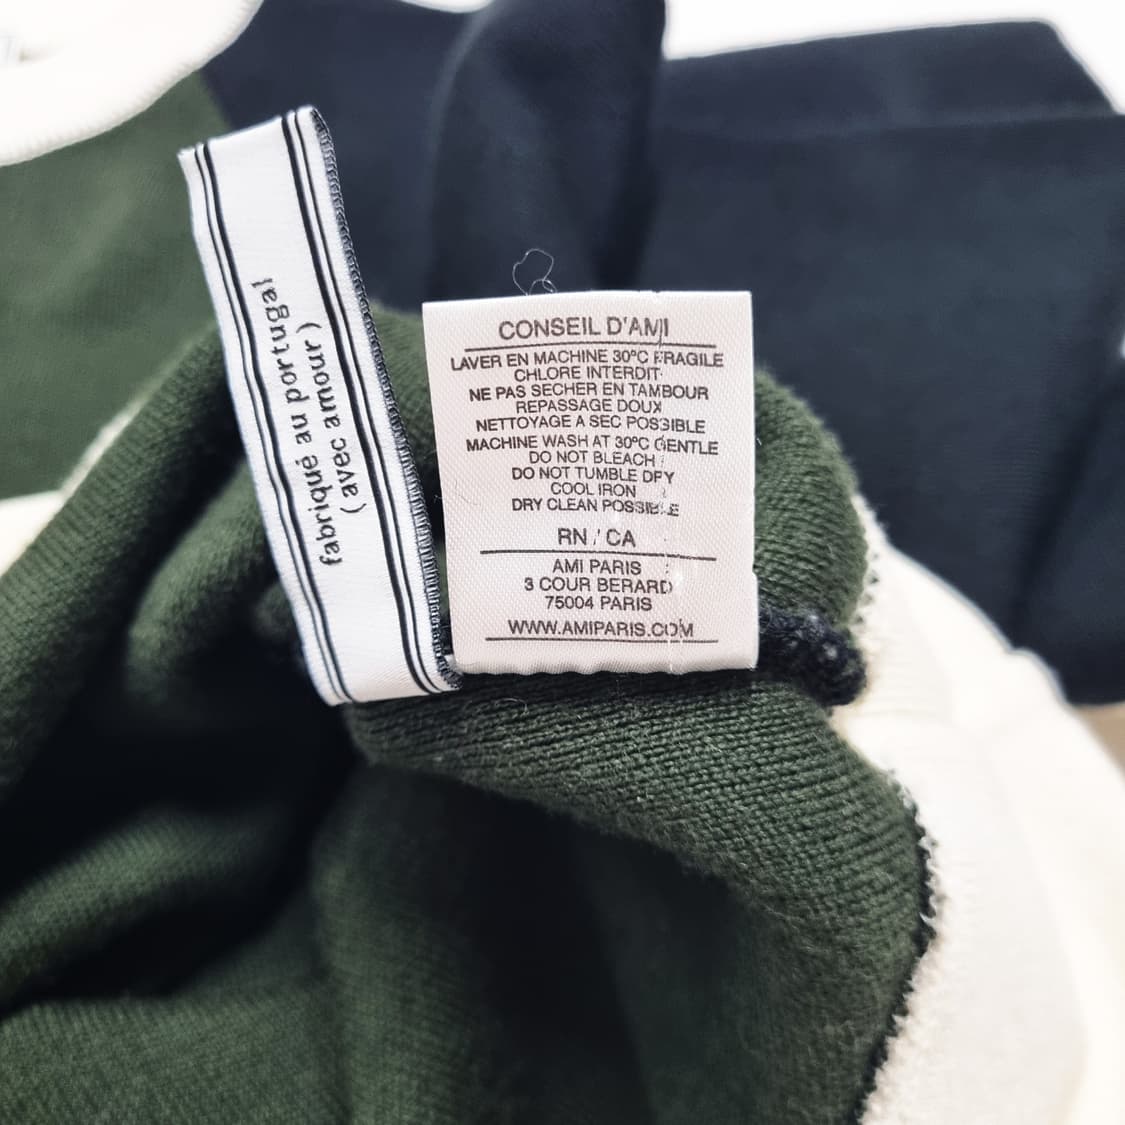 fabriqué au portugal
( avec amour )
CONSEIL D'AMI
LAVER EN MACHINE 30°C FRAGILE
CHLORE INTERDIT
NE PAS SECHER EN TAMBOUR
REPASSAGE DOUX
NETTOYAGE A SEC POSSIBLE
MACHINE WASH AT 30°C GENTLE
DO NOT BLEACH
DO NOT TUMBLE DRY
COOL IRON
DRY CLEAN POSSIBLE
RN / CA
AMI PARIS
3 COUR BERARD
75004 PARIS
WWW.AMIPARIS.COM